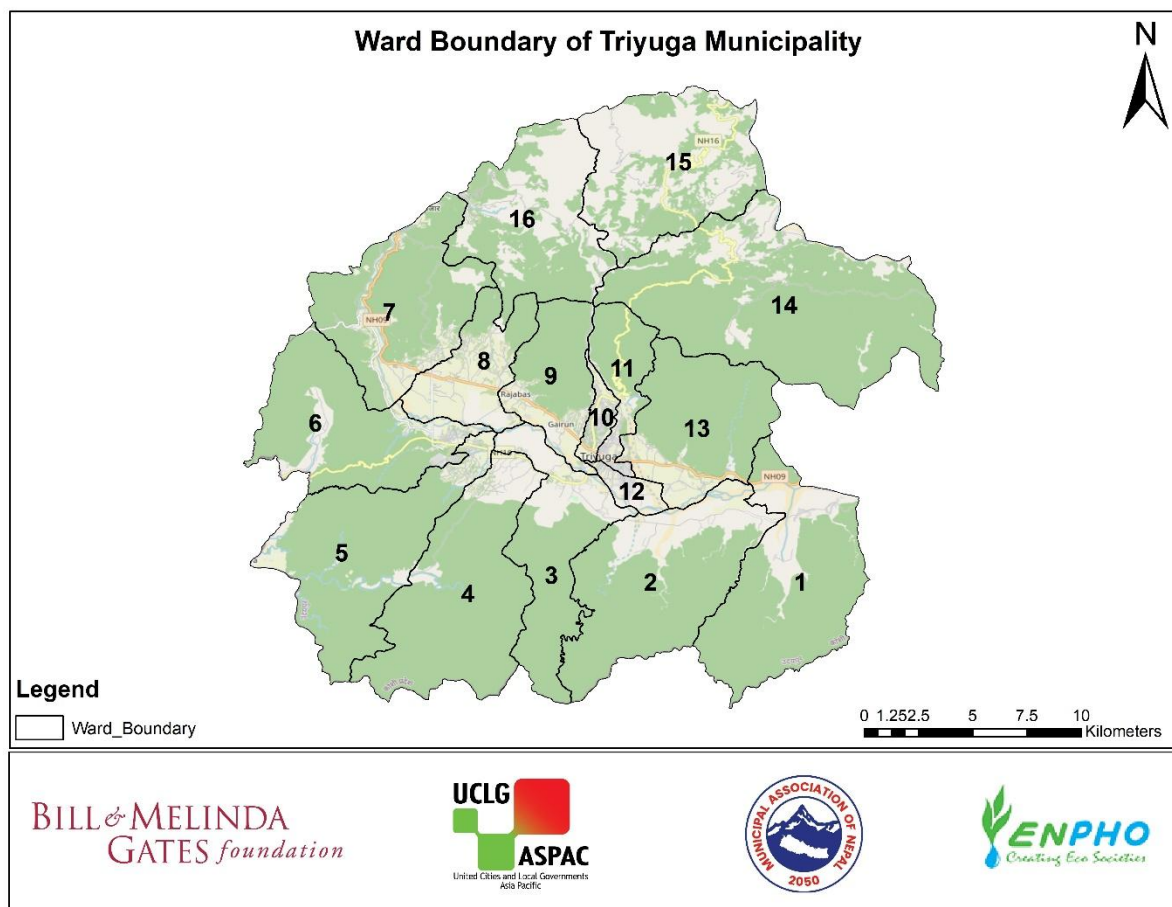 Ward Boundary of Triyuga Municipality
N
15
NH16
16
14
7
NH09
8
9
11
Rajabas
6
10
Gairun
13
Triyuga
NH09
12
5
4
3
2
1
Legend
Ward_Boundary
0 1.252.5 5 7.5 10
Kilometers
BILL & MELINDA
GATES foundation
UCLG
ASPAC
United Cities and Local Governments
Asia Pacific
MUNICIPAL ASSOCIATION OF NEPAL
2050
ENPHO
Creating Eco Societies